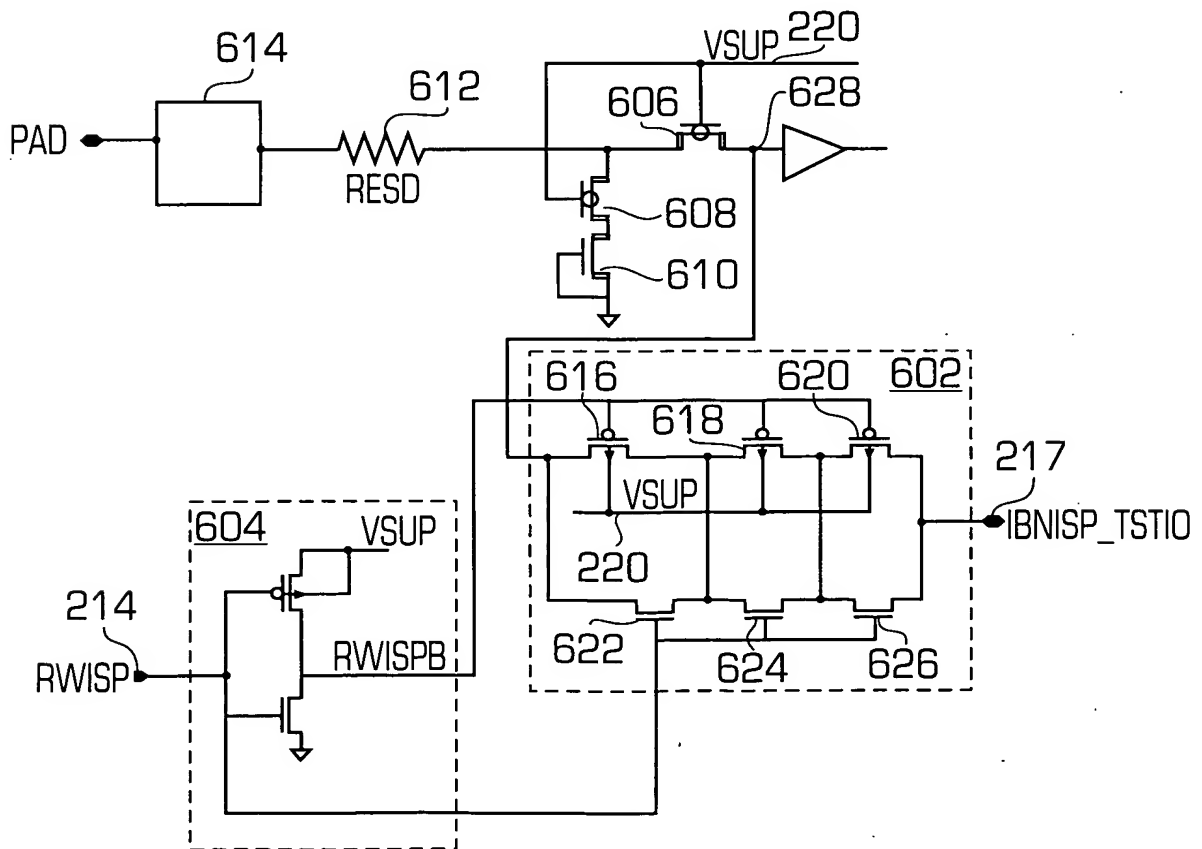 614
PAD
612
RESD
VSUP
220
606
628
608
610
602
616
618
620
VSUP
220
217
IBNISP_TSTIO
604
VSUP
214
RWISP
RWISPB
622
624
626